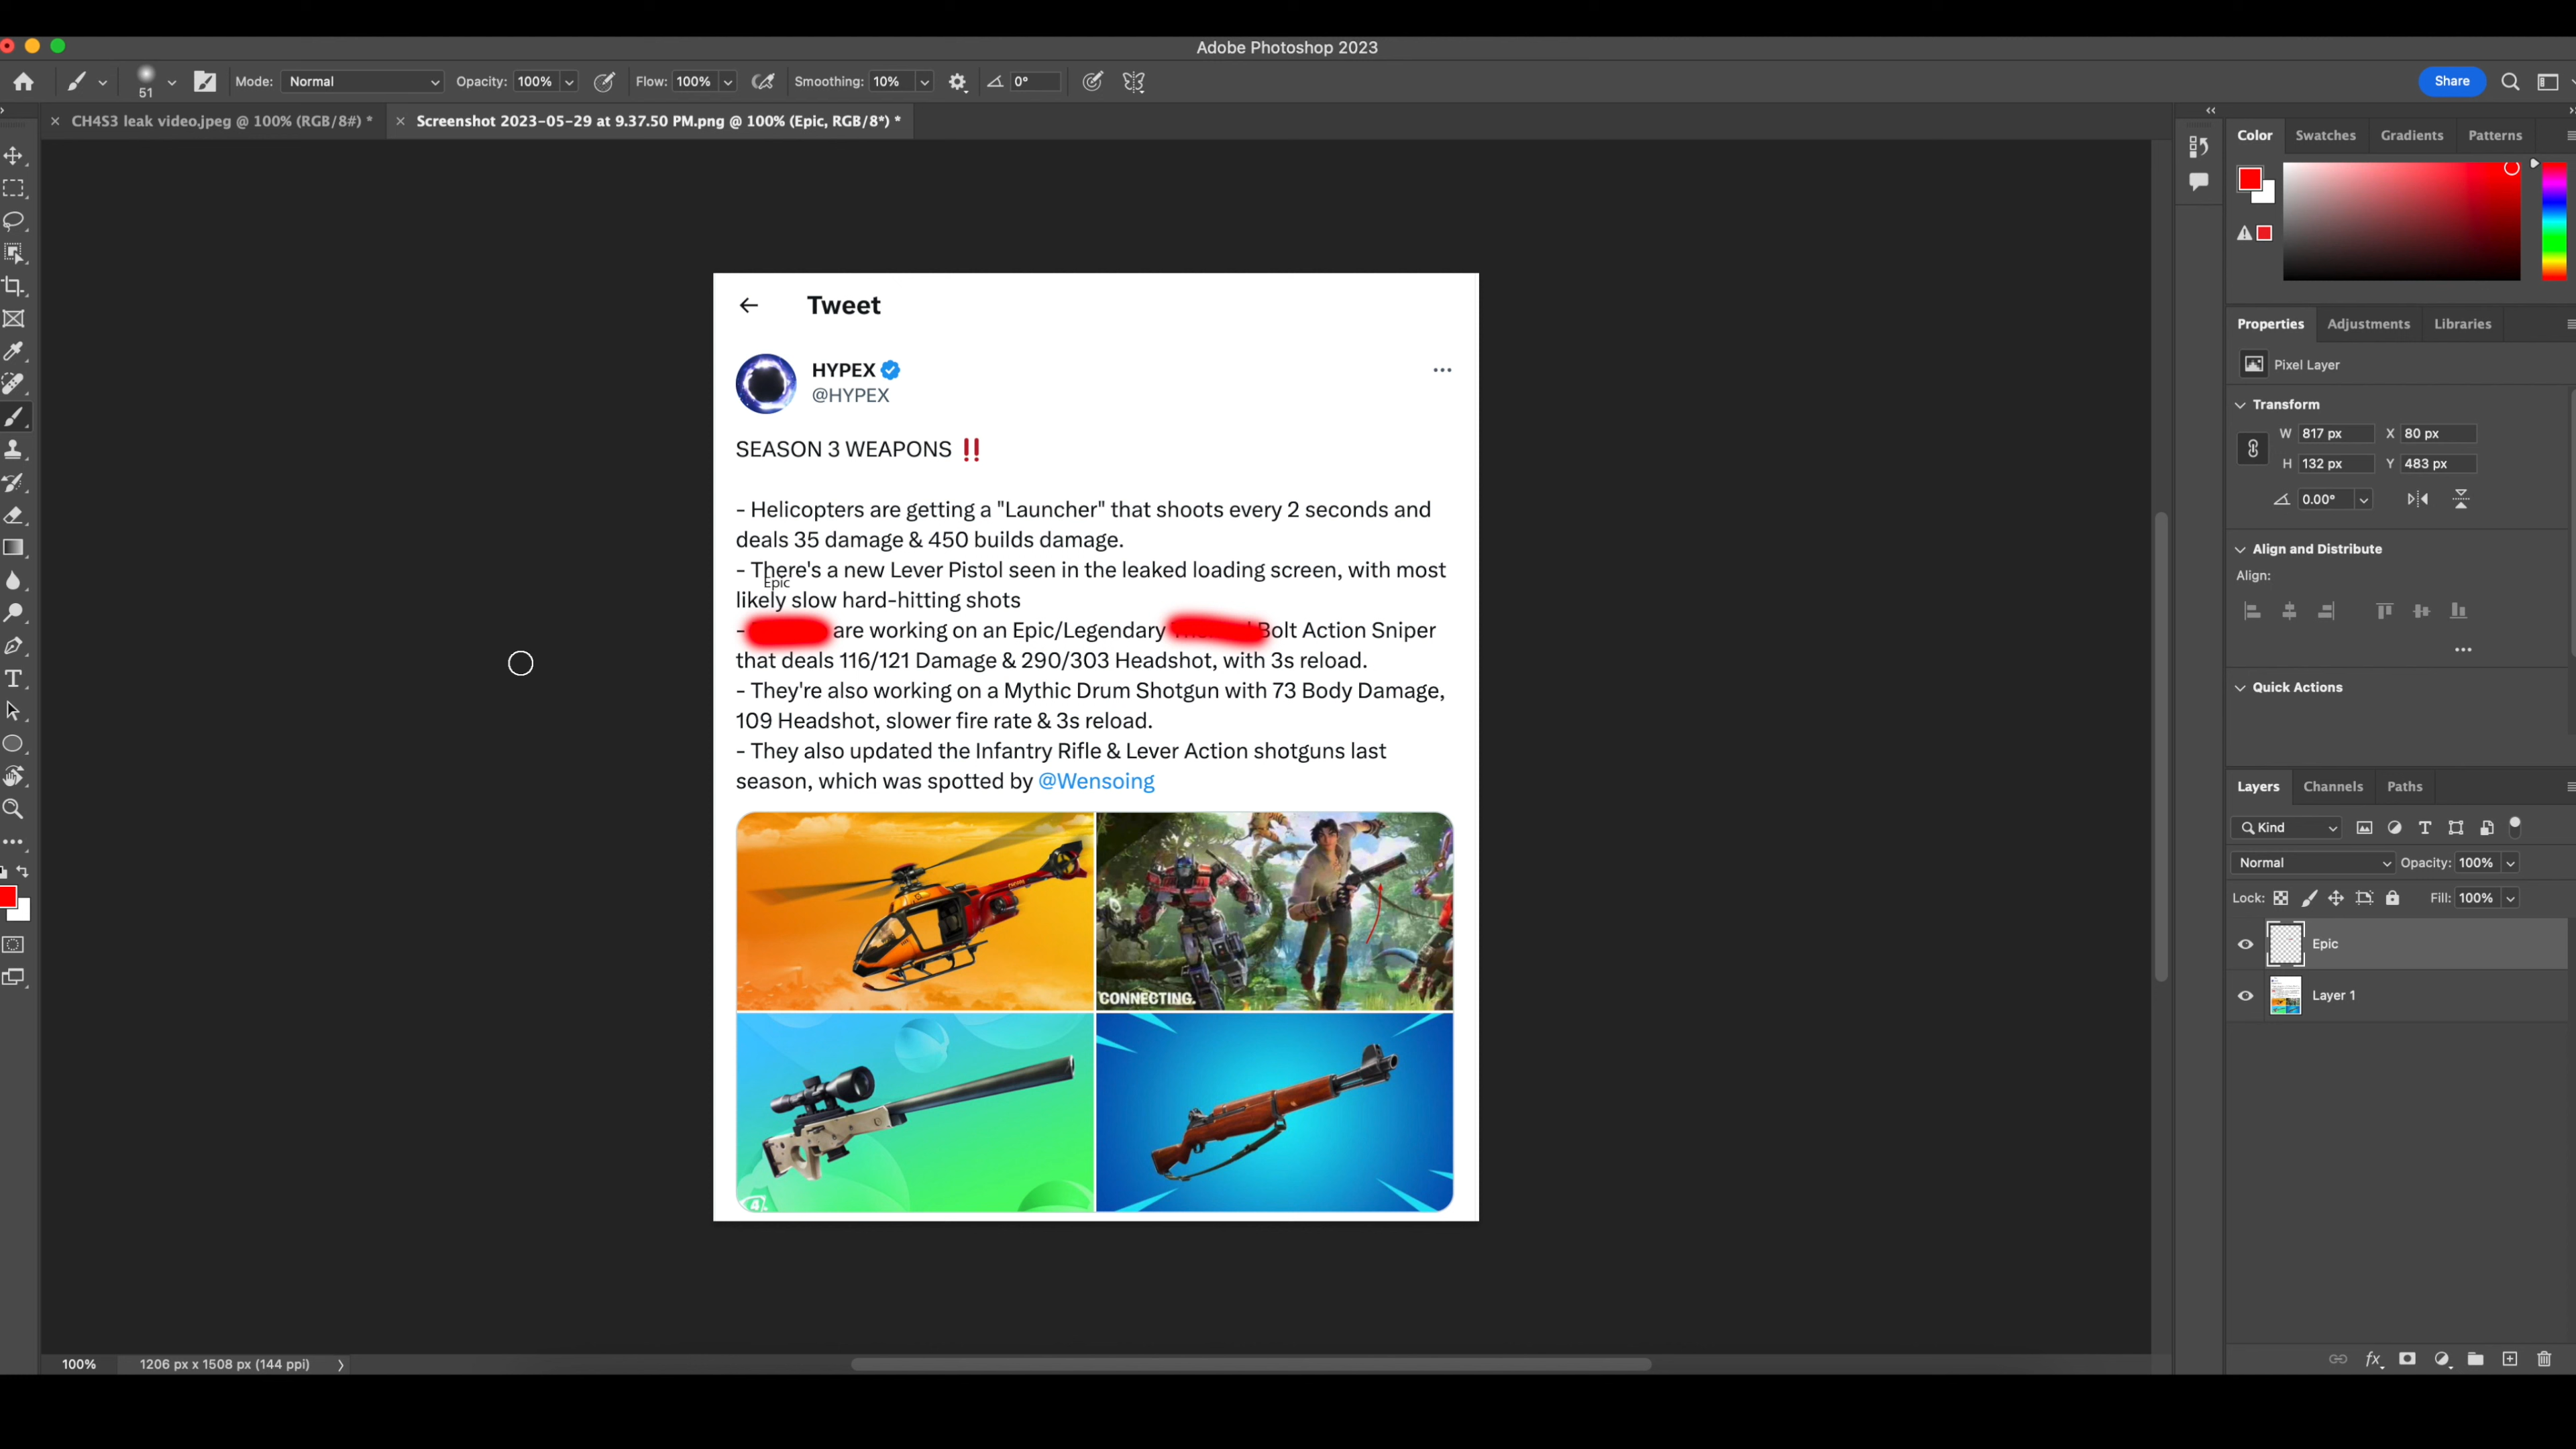 Adobe Photoshop 2023
51 Mode: Normal Opacity: 100% Flow: 100% Smoothing: 10% 0° Share
CH4S3 leak video.jpeg @ 100% (RGB/8#) *
Screenshot 2023-05-29 at 9.37.50 PM.png @ 100% (Epic, RGB/8*) *
Tweet
HYPEX
@HYPEX
SEASON 3 WEAPONS ‼️
- Helicopters are getting a "Launcher" that shoots every 2 seconds and
deals 35 damage & 450 builds damage.
- There's a new Lever Pistol seen in the leaked loading screen, with most
Epic
likely slow hard-hitting shots
- are working on an Epic/Legendary Bolt Action Sniper
that deals 116/121 Damage & 290/303 Headshot, with 3s reload.
- They're also working on a Mythic Drum Shotgun with 73 Body Damage,
109 Headshot, slower fire rate & 3s reload.
- They also updated the Infantry Rifle & Lever Action shotguns last
season, which was spotted by @Wensoing
CONNECTING.
4
100% 1206 px x 1508 px (144 ppi)
Color Swatches Gradients Patterns
Properties Adjustments Libraries
Pixel Layer
Transform
W 817 px X 80 px
H 132 px Y 483 px
0.00°
Align and Distribute
Align:
Quick Actions
Layers Channels Paths
Kind
Normal Opacity: 100%
Lock: Fill: 100%
Epic
Layer 1
fx